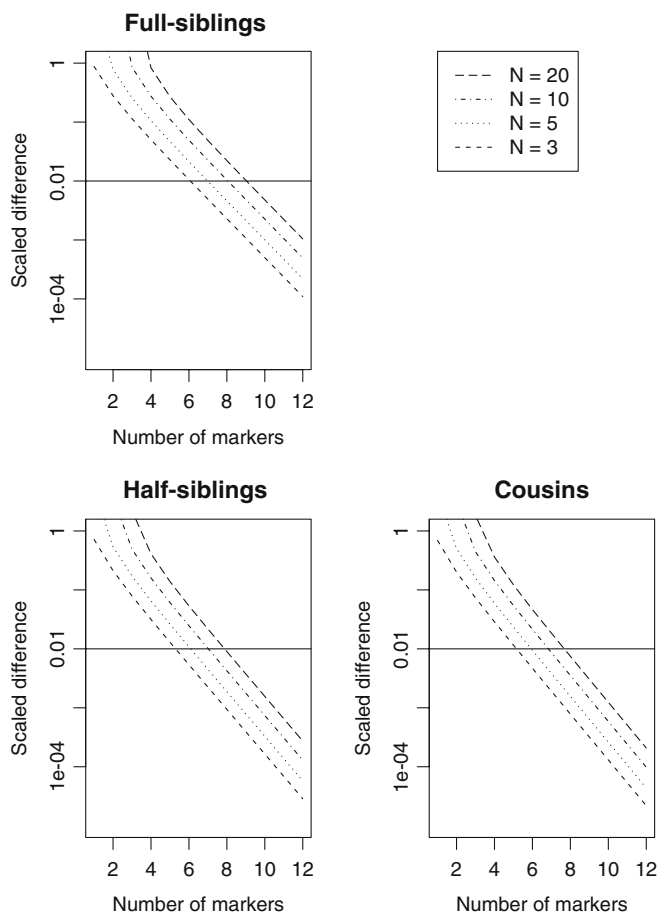 Full-siblings
Scaled difference
1
0.01
1e-04
2 4 6 8 10 12
Number of markers
N = 20
N = 10
N = 5
N = 3
Half-siblings
Scaled difference
1
0.01
1e-04
2 4 6 8 10 12
Number of markers
Cousins
Scaled difference
1
0.01
1e-04
2 4 6 8 10 12
Number of markers